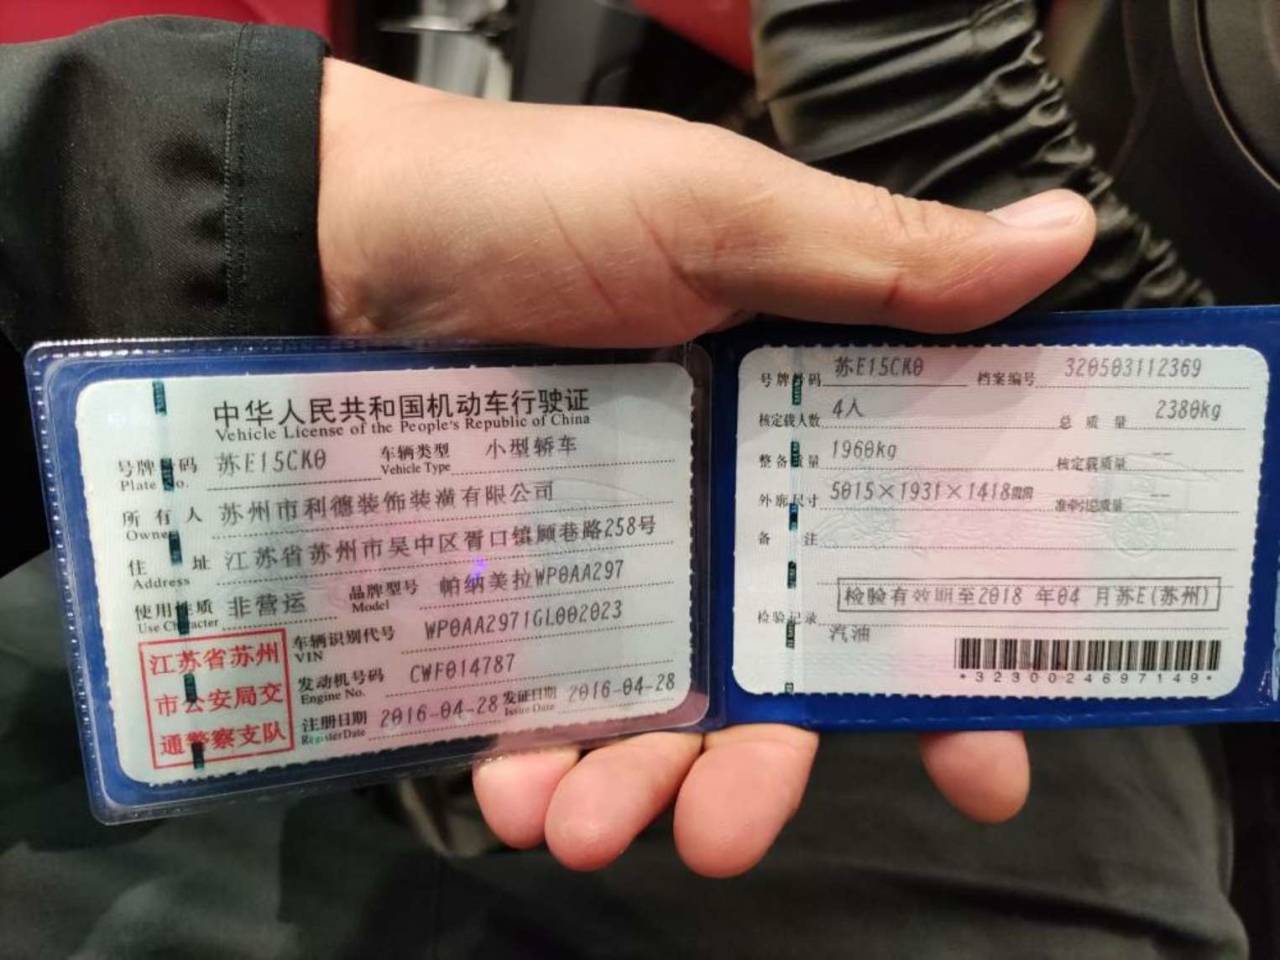 中华人民共和国机动车行驶证
Vehicle License of the People's Republic of China
号牌号码 苏E15CK0 车辆类型 小型轿车
Plate No. Vehicle Type
所有人 苏州市利德装饰装潢有限公司
Owner
住址 江苏省苏州市吴中区胥口镇顾巷路258号
Address
使用性质 非营运 品牌型号 帕纳美拉WP0AA297
Use Character Model
车辆识别代号 WP0AA2971GL002023
VIN
发动机号码 CWF014787
Engine No.
注册日期 2016-04-28 发证日期 2016-04-28
Register Date Issue Date
江苏省苏州
市公安局交
通警察支队
号牌号码 苏E15CK0 档案编号 320503112369
核定载人数 4人 总质量 2380kg
整备质量 1960kg 核定载质量 --
外廓尺寸 5015×1931×1418mm 准牵引总质量 --
备注
检验有效期至2018 年04 月苏E(苏州)
检验记录
汽油
*3230024697149*